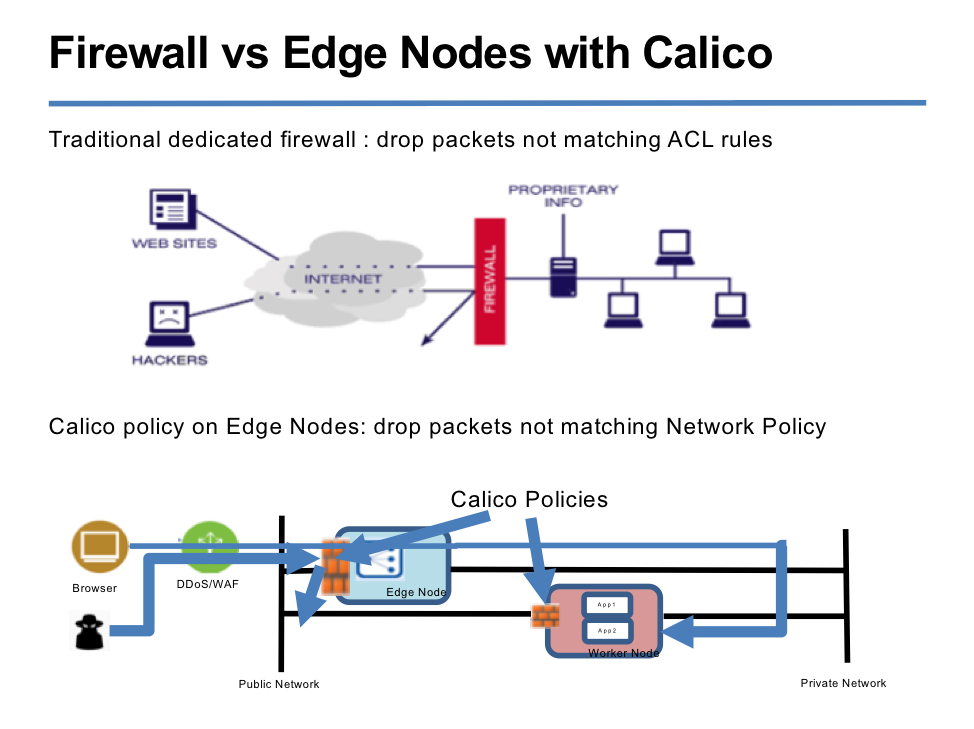 Firewall vs Edge Nodes with Calico
Traditional dedicated firewall : drop packets not matching ACL rules
PROPRIETARY
INFO
WEB SITES
INTERNET
FIREWALL
HACKERS
Calico policy on Edge Nodes: drop packets not matching Network Policy
Calico Policies
Browser
DDoS/WAF
Edge Node
App1
App2
Worker Node
Public Network
Private Network